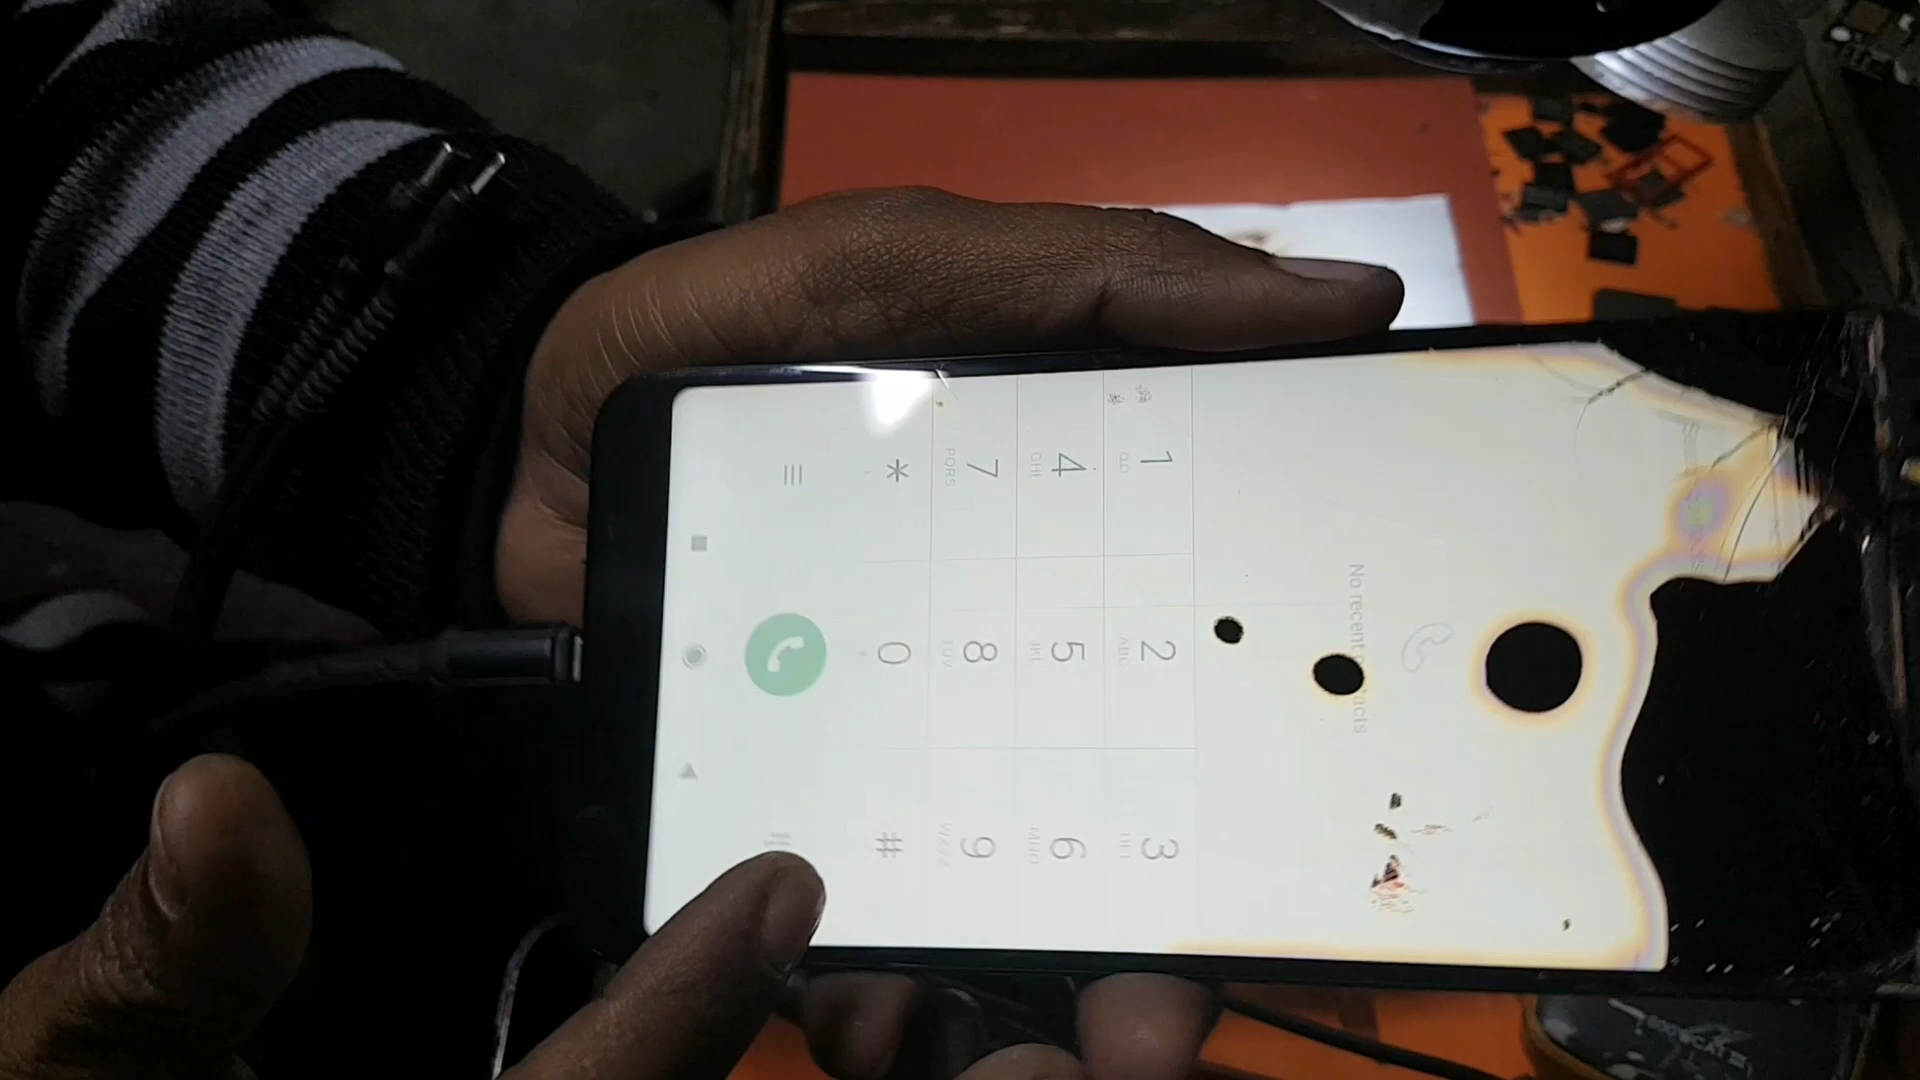 No recent
1
2 ABC
3
4 GHI
5 JKL
6 MNO
7 PQRS
8 TUV
9 WXYZ
*
0
#